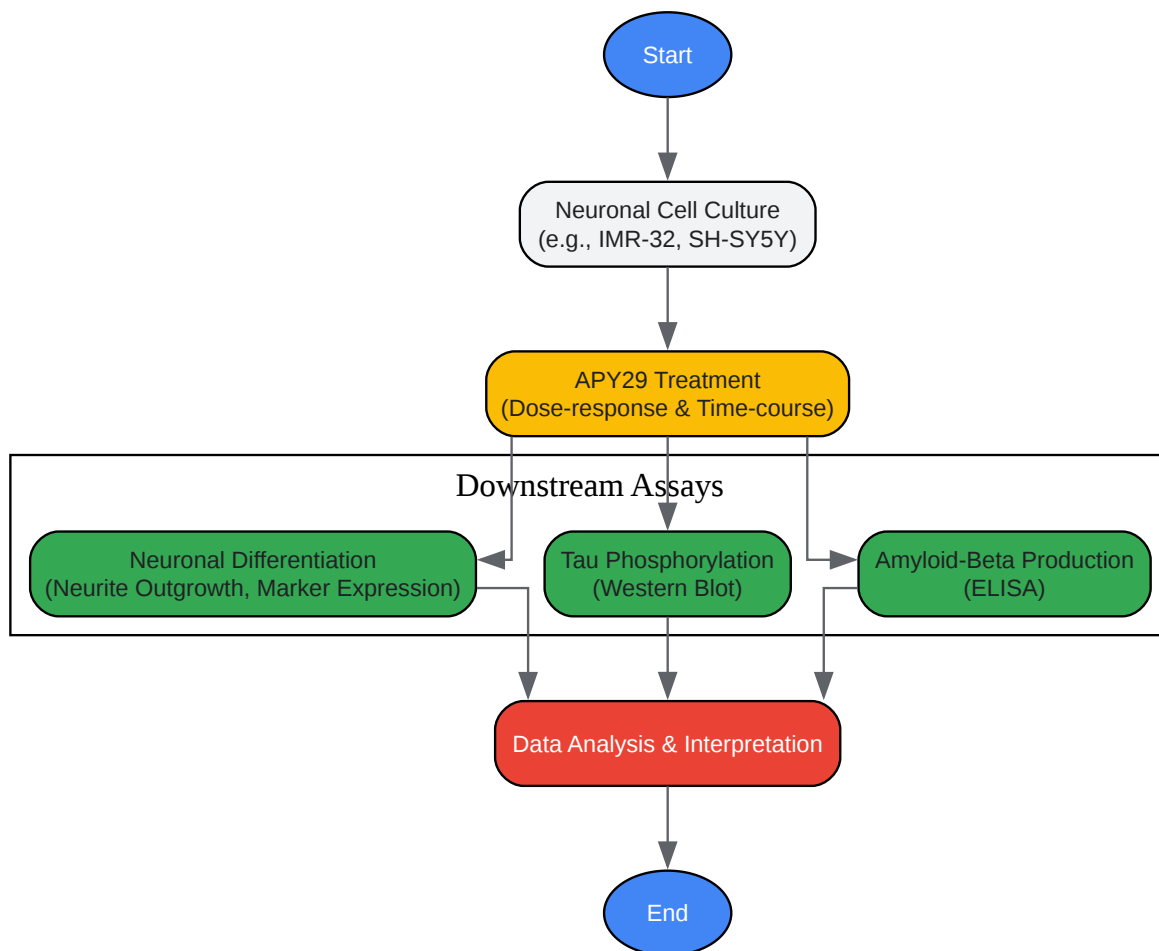 Start
Neuronal Cell Culture
(e.g., IMR-32, SH-SY5Y)
APY29 Treatment
(Dose-response & Time-course)
Downstream Assays
Neuronal Differentiation
(Neurite Outgrowth, Marker Expression)
Tau Phosphorylation
(Western Blot)
Amyloid-Beta Production
(ELISA)
Data Analysis & Interpretation
End